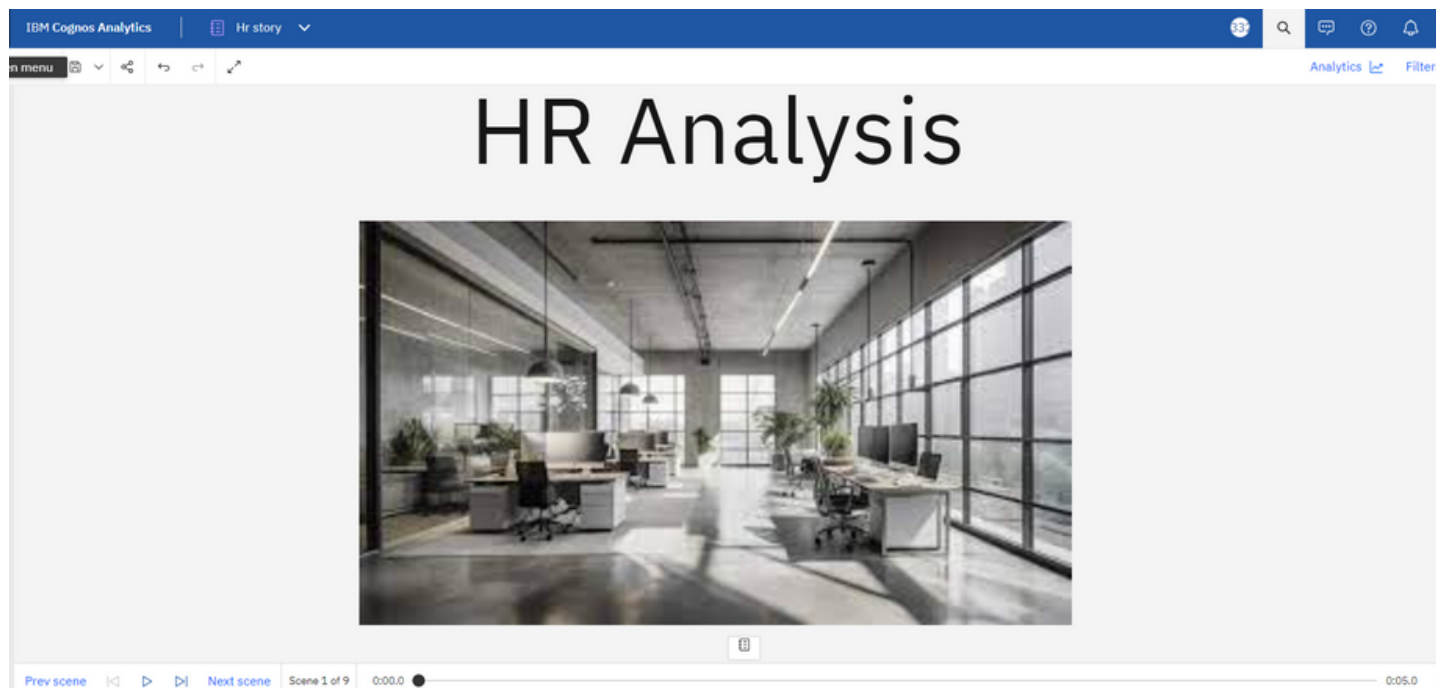 IBM Cognos Analytics
Hr story
en menu
Analytics
Filter
HR Analysis
Prev scene
Next scene
Scene 1 of 9
0:00.0
0:05.0